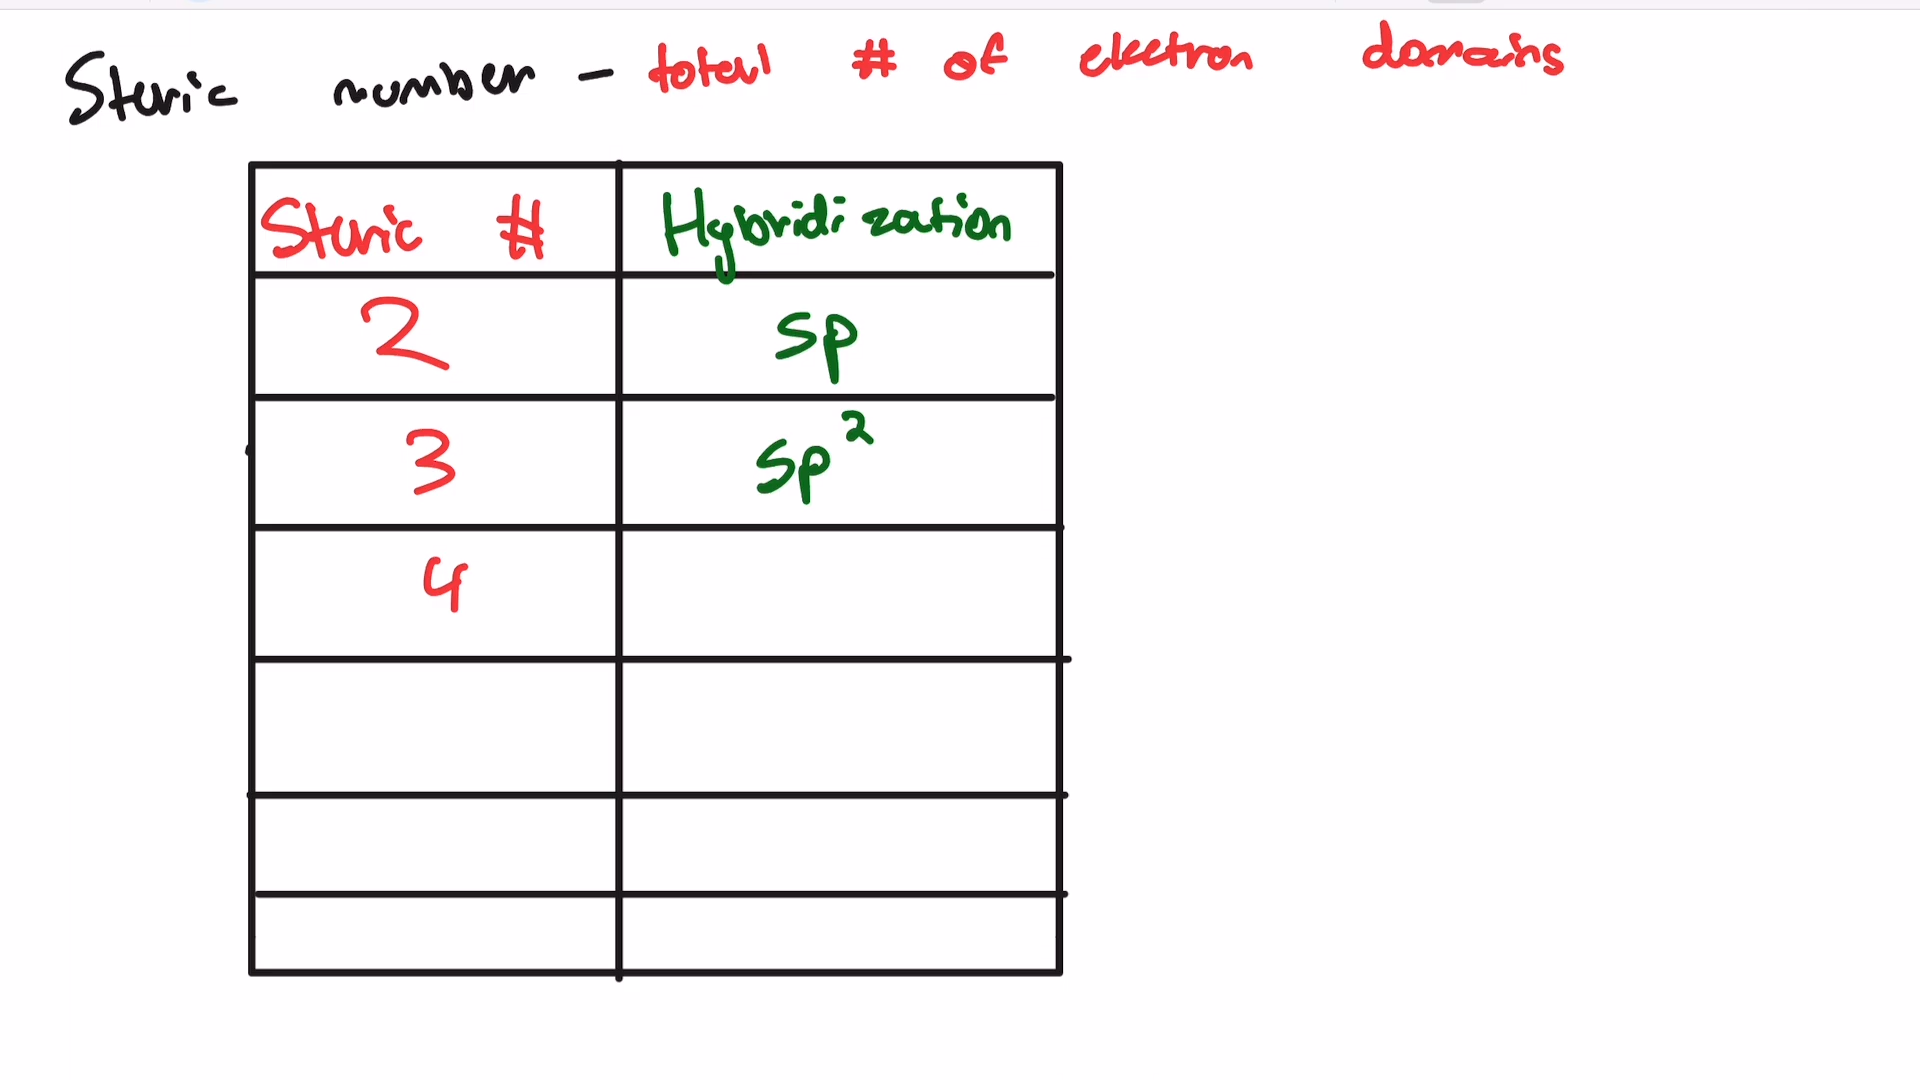 Steric number - total # of electron domains
Steric # Hybridization
2 sp
3 sp²
4